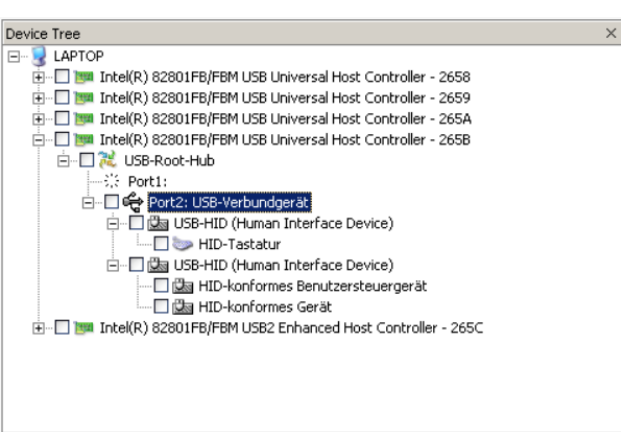 Device Tree
LAPTOP
Intel(R) 82801FB/FBM USB Universal Host Controller - 2658
Intel(R) 82801FB/FBM USB Universal Host Controller - 2659
Intel(R) 82801FB/FBM USB Universal Host Controller - 265A
Intel(R) 82801FB/FBM USB Universal Host Controller - 265B
USB-Root-Hub
Port1:
Port2: USB-Verbundgerät
USB-HID (Human Interface Device)
HID-Tastatur
USB-HID (Human Interface Device)
HID-konformes Benutzersteuergerät
HID-konformes Gerät
Intel(R) 82801FB/FBM USB2 Enhanced Host Controller - 265C